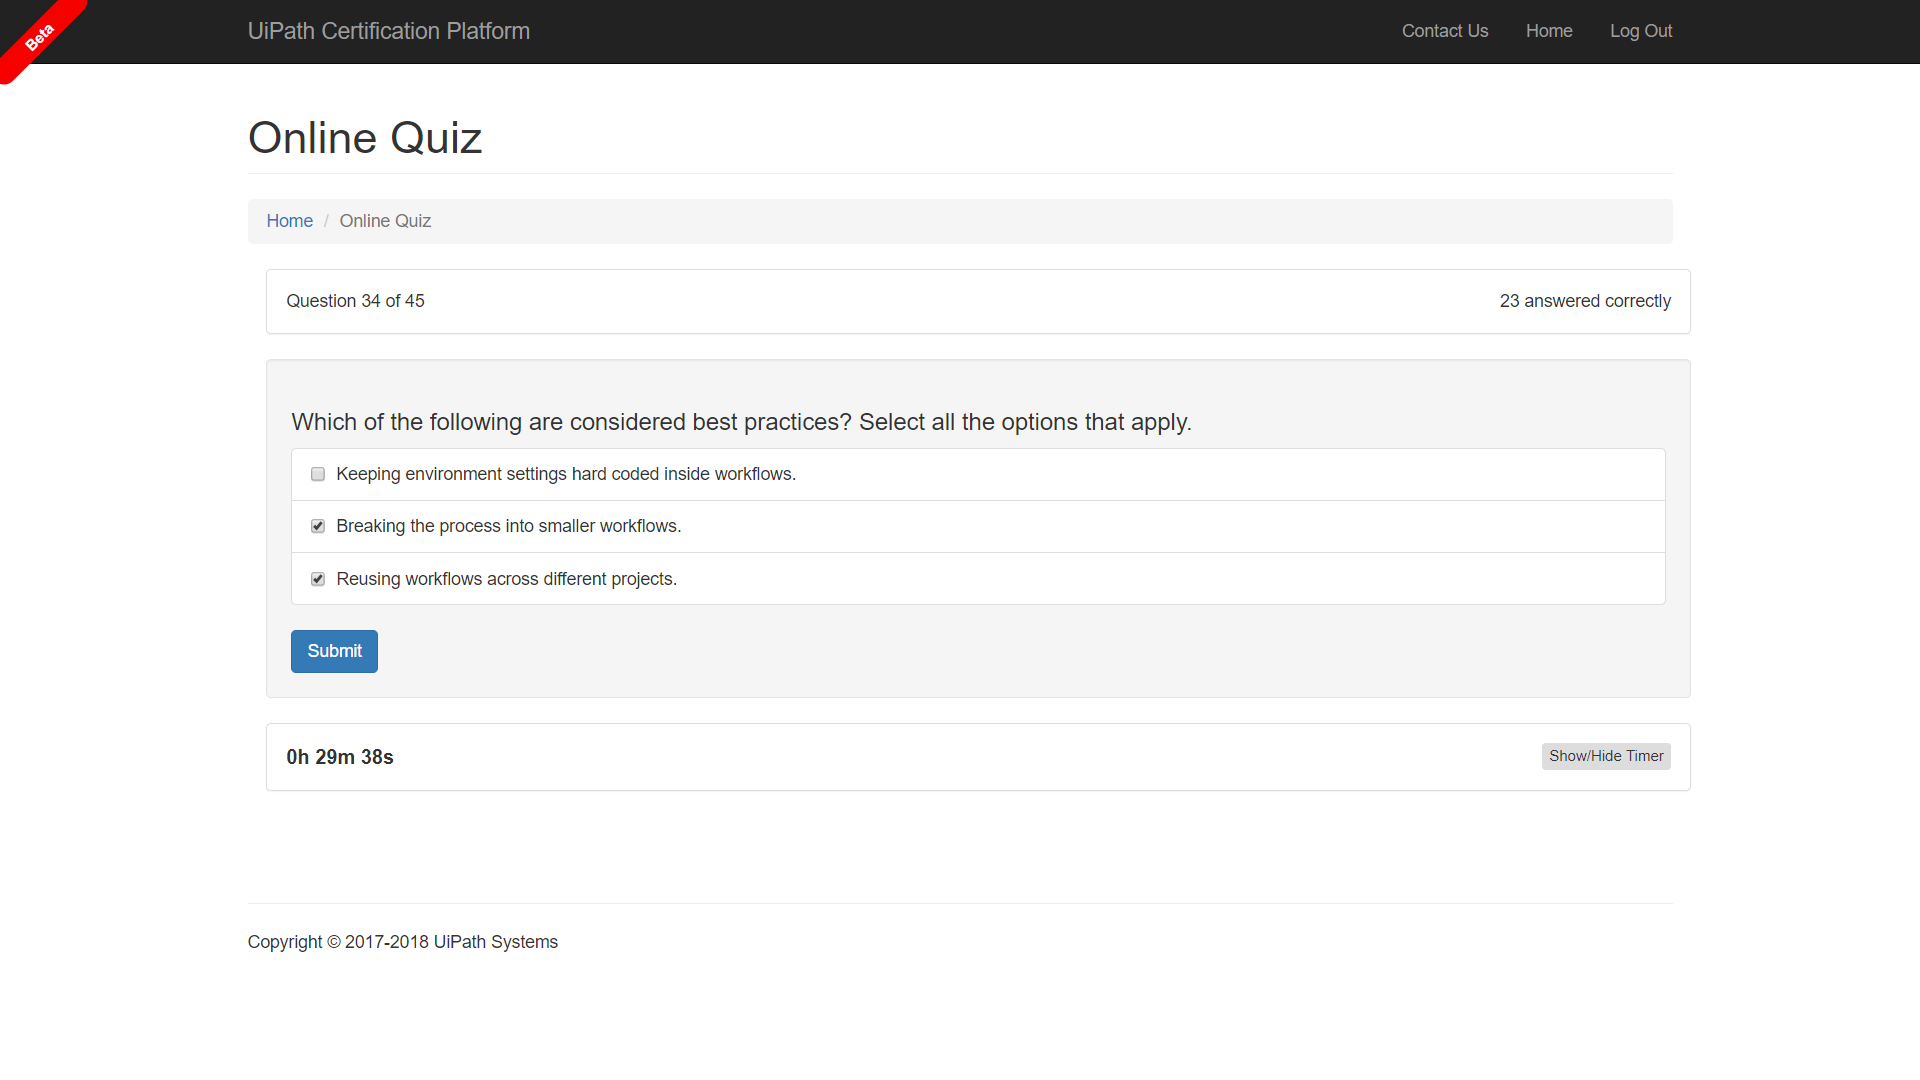 Beta
UiPath Certification Platform
Contact Us
Home
Log Out
Online Quiz
Home / Online Quiz
Question 34 of 45
23 answered correctly
Which of the following are considered best practices? Select all the options that apply.
Keeping environment settings hard coded inside workflows.
Breaking the process into smaller workflows.
Reusing workflows across different projects.
Submit
0h 29m 38s
Show/Hide Timer
Copyright © 2017-2018 UiPath Systems